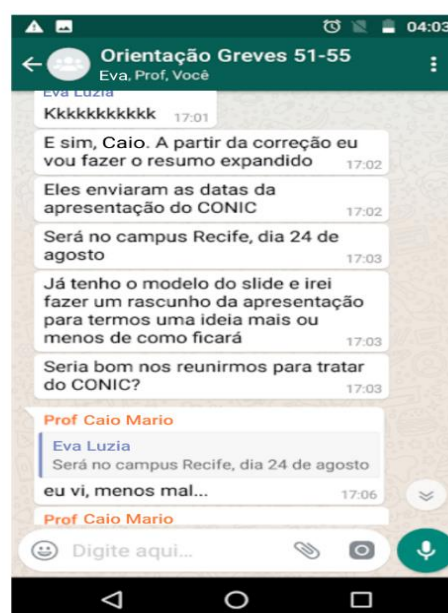 04:03
Orientação Greves 51-55
Eva, Prof, Você
Eva Luzia
Kkkkkkkkkkk 17:01
E sim, Caio. A partir da correção eu
vou fazer o resumo expandido 17:02
Eles enviaram as datas da
apresentação do CONIC 17:02
Será no campus Recife, dia 24 de
agosto 17:03
Já tenho o modelo do slide e irei
fazer um rascunho da apresentação
para termos uma ideia mais ou
menos de como ficará 17:03
Seria bom nos reunirmos para tratar
do CONIC? 17:03
Prof Caio Mario
Eva Luzia
Será no campus Recife, dia 24 de agosto
eu vi, menos mal... 17:06
Prof Caio Mario
Digite aqui...